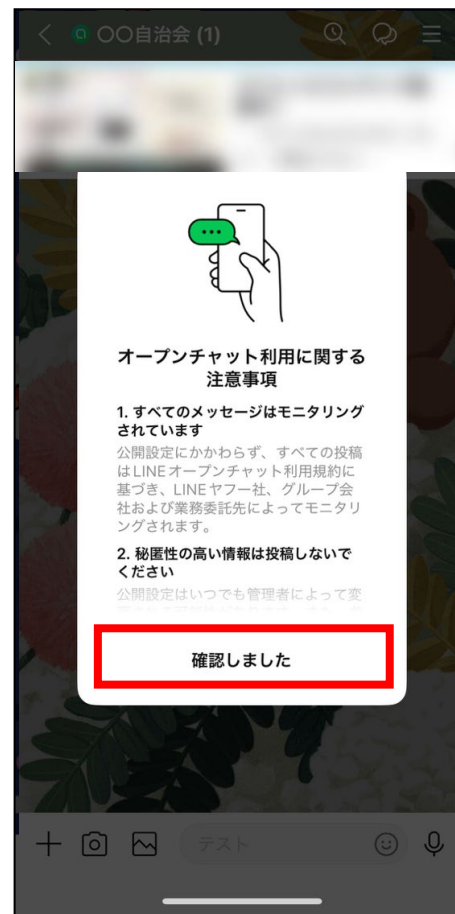 〇〇自治会 (1)
オープンチャット利用に関する
注意事項
1. すべてのメッセージはモニタリング
されています
公開設定にかかわらず、すべての投稿
はLINEオープンチャット利用規約に
基づき、LINEヤフー社、グループ会
社および業務委託先によってモニタリ
ングされます。
2. 秘匿性の高い情報は投稿しないで
ください
公開設定はいつでも管理者によって変
確認しました
テスト